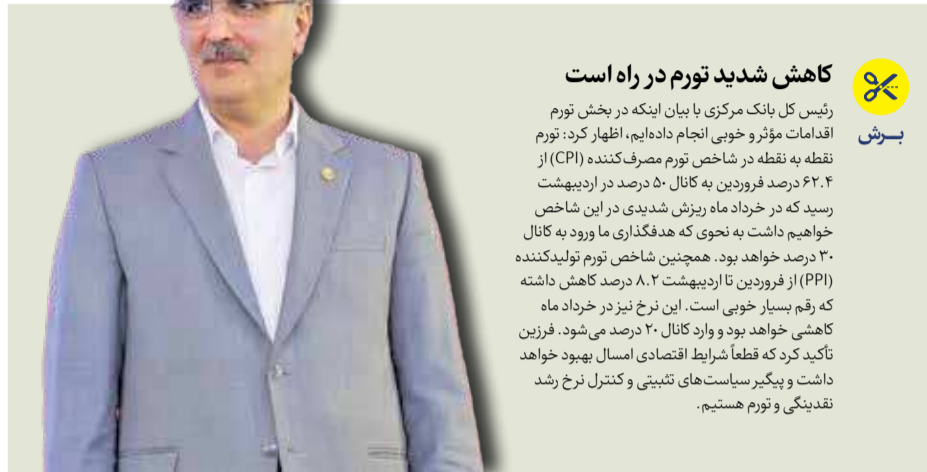 برش
کاهش شدید تورم در راه است
رئیس کل بانک مرکزی با بیان اینکه در بخش تورم
اقدامات مؤثر و خوبی انجام داده‌ایم، اظهار کرد: تورم
نقطه به نقطه در شاخص تورم مصرف‌کننده (CPI) از
۶۲.۴ درصد فروردین به کانال ۵۰ درصد در اردیبهشت
رسید که در خرداد ماه ریزش شدیدی در این شاخص
خواهیم داشت به نحوی که هدفگذاری ما ورود به کانال
۳۰ درصد خواهد بود. همچنین شاخص تورم تولیدکننده
(PPI) از فروردین تا اردیبهشت ۸.۲ درصد کاهش داشته
که رقم بسیار خوبی است. این نرخ نیز در خرداد ماه
کاهشی خواهد بود و وارد کانال ۲۰ درصد می‌شود. فرزین
تأکید کرد که قطعاً شرایط اقتصادی امسال بهبود خواهد
داشت و پیگیر سیاست‌های تثبیتی و کنترل نرخ رشد
نقدینگی و تورم هستیم.